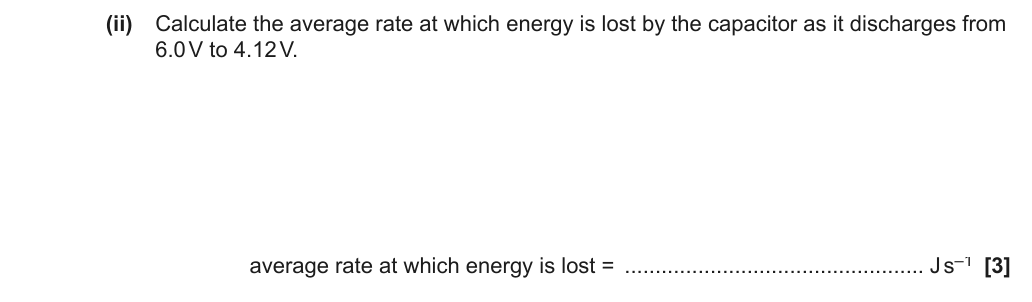 (ii) Calculate the average rate at which energy is lost by the capacitor as it discharges from
6.0V to 4.12V.
average rate at which energy is lost = ................................................ Js⁻¹ [3]